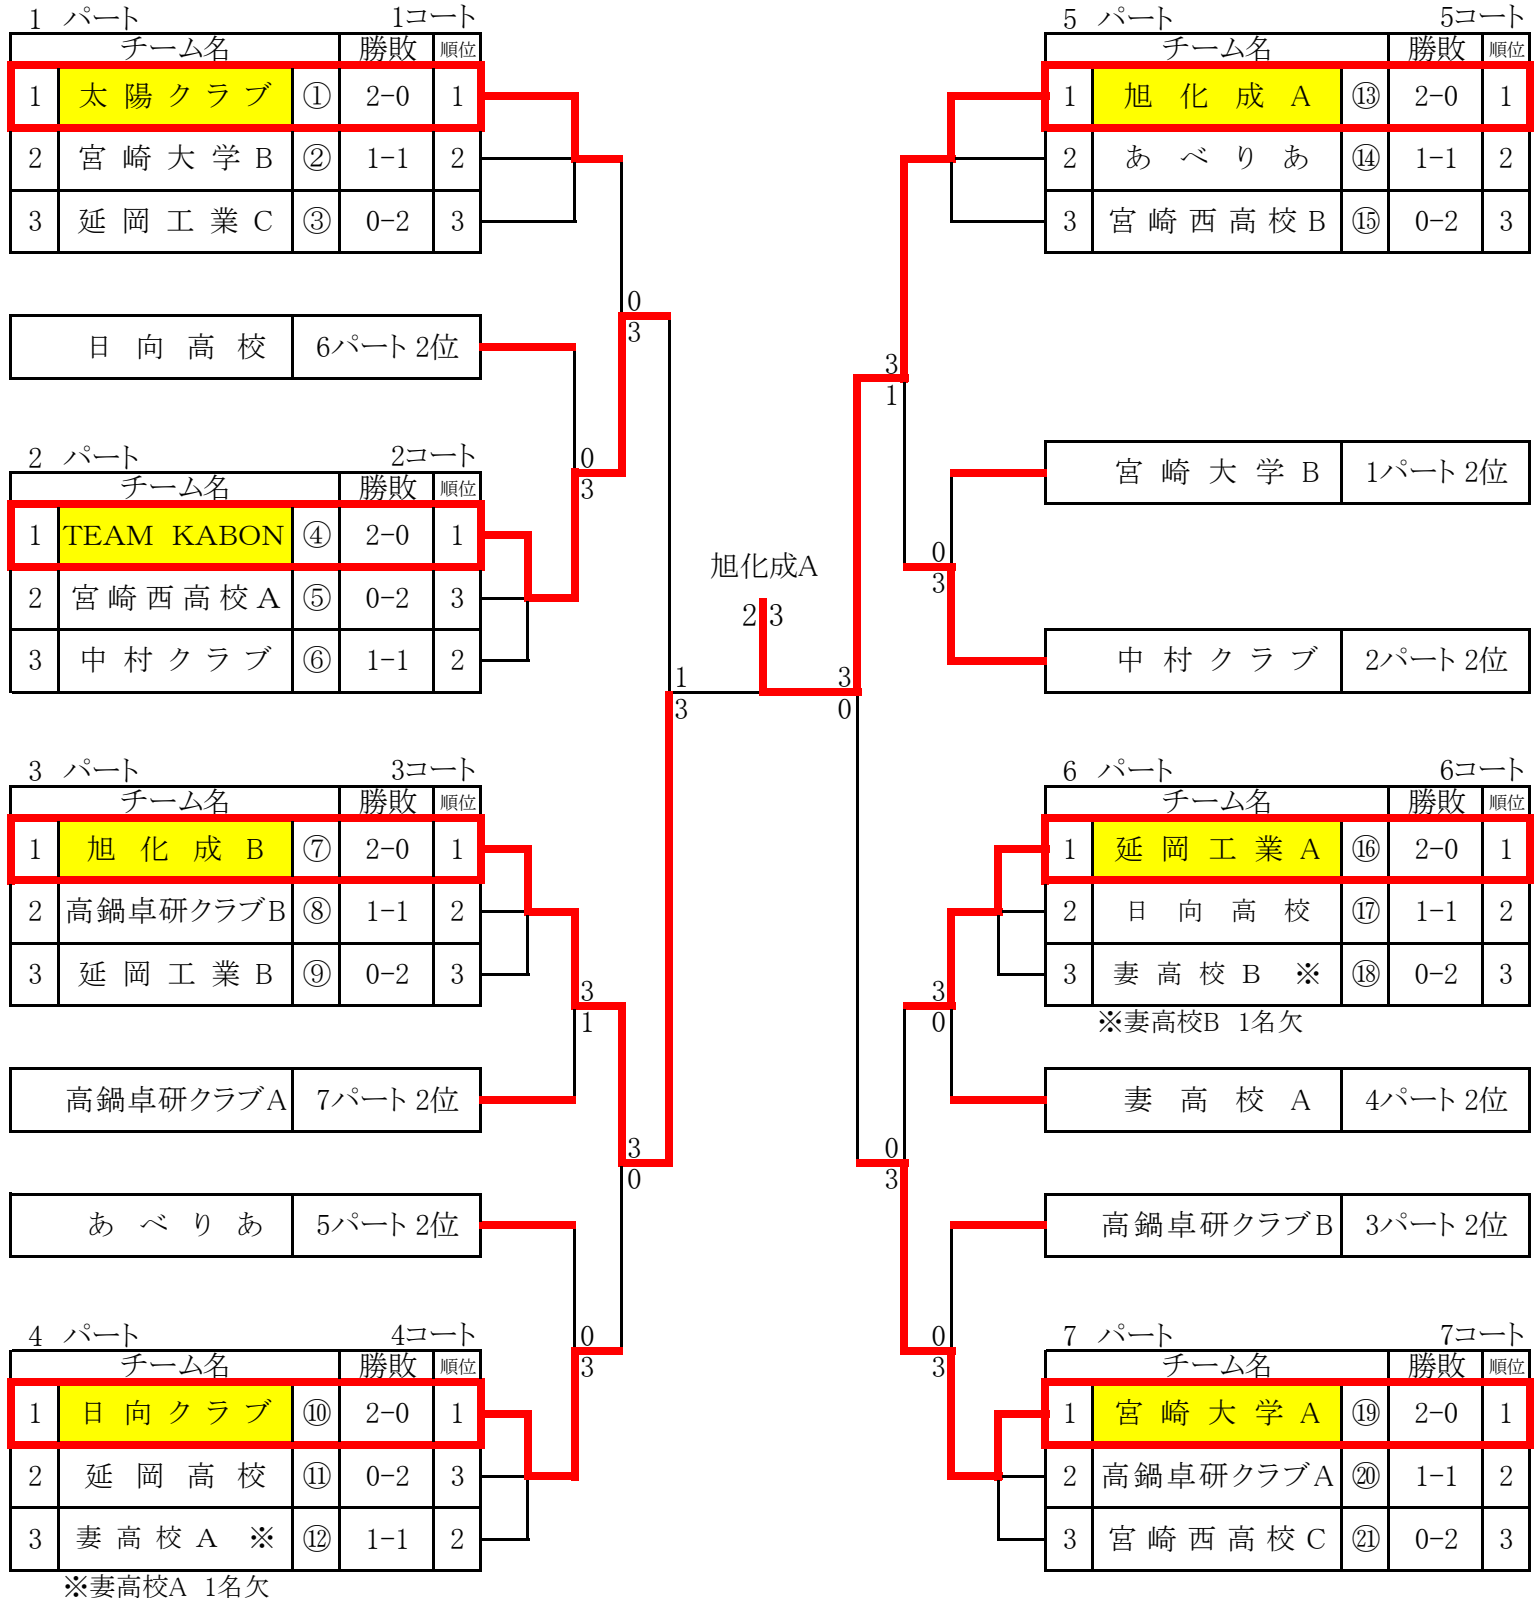 1 パート 1コート
チーム名 勝敗 順位
1 太陽クラブ ① 2-0 1
2 宮崎大学B ② 1-1 2
3 延岡工業C ③ 0-2 3
0
3
日向高校 6パート 2位
2 パート 2コート
チーム名 勝敗 順位
0
3
1 TEAM KABON ④ 2-0 1
2 宮崎西高校A ⑤ 0-2 3
3 中村クラブ ⑥ 1-1 2
1
3
3 パート 3コート
チーム名 勝敗 順位
1 旭化成B ⑦ 2-0 1
2 高鍋卓研クラブB ⑧ 1-1 2
3 延岡工業B ⑨ 0-2 3
3
1
高鍋卓研クラブA 7パート 2位
3
0
あべりあ 5パート 2位
4 パート 4コート
チーム名 勝敗 順位
0
3
1 日向クラブ ⑩ 2-0 1
2 延岡高校 ⑪ 0-2 3
3 妻高校A ※ ⑫ 1-1 2
※妻高校A 1名欠
旭化成A
2 3
5 パート 5コート
チーム名 勝敗 順位
1 旭化成A ⑬ 2-0 1
2 あべりあ ⑭ 1-1 2
3 宮崎西高校B ⑮ 0-2 3
3
1
宮崎大学B 1パート 2位
0
3
中村クラブ 2パート 2位
3
0
6 パート 6コート
チーム名 勝敗 順位
1 延岡工業A ⑯ 2-0 1
2 日向高校 ⑰ 1-1 2
3 妻高校B ※ ⑱ 0-2 3
3
0
※妻高校B 1名欠
妻高校A 4パート 2位
0
3
高鍋卓研クラブB 3パート 2位
7 パート 7コート
チーム名 勝敗 順位
0
3
1 宮崎大学A ⑲ 2-0 1
2 高鍋卓研クラブA ⑳ 1-1 2
3 宮崎西高校C ㉑ 0-2 3